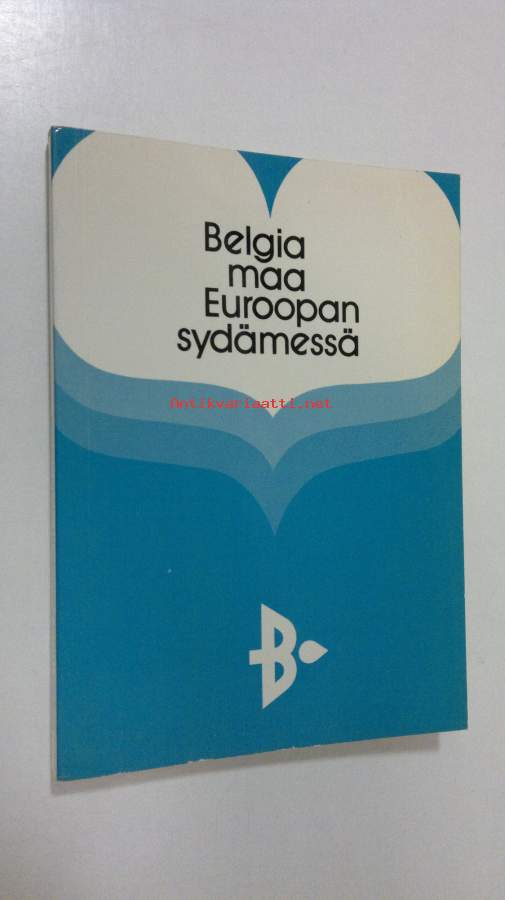 Belgia
maa
Euroopan
sydämessä
Antikvariaatti.net
B